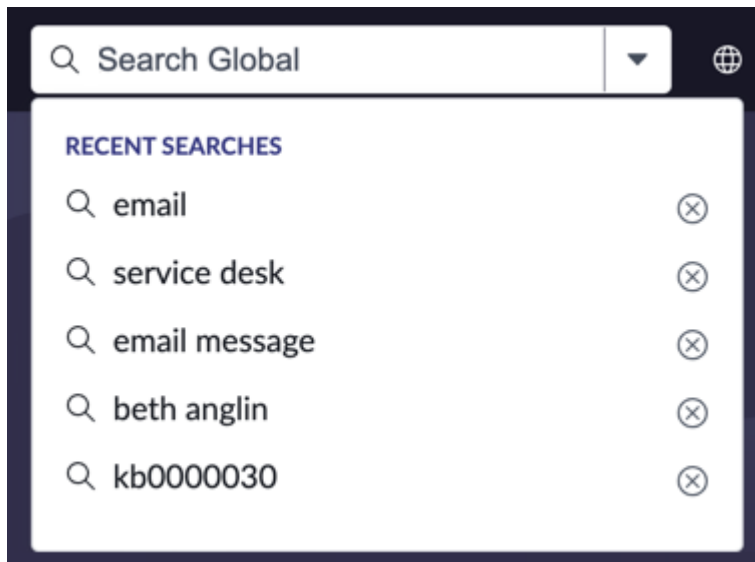 Search Global
RECENT SEARCHES
email
service desk
email message
beth anglin
kb0000030